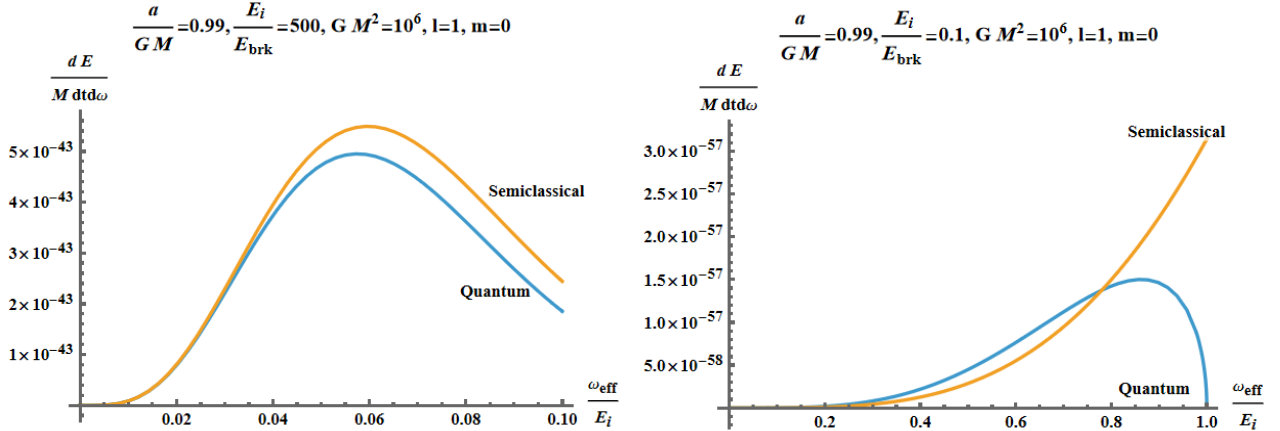 a/(G M)=0.99, E_i/E_brk=500, G M²=10⁶, l=1, m=0
d E/(M dtdω)
5×10⁻⁴³
4×10⁻⁴³
3×10⁻⁴³
2×10⁻⁴³
1×10⁻⁴³
Semiclassical
Quantum
0.02 0.04 0.06 0.08 0.10
ω_eff/E_i
a/(G M)=0.99, E_i/E_brk=0.1, G M²=10⁶, l=1, m=0
d E/(M dtdω)
3.0×10⁻⁵⁷
2.5×10⁻⁵⁷
2.0×10⁻⁵⁷
1.5×10⁻⁵⁷
1.0×10⁻⁵⁷
5.0×10⁻⁵⁸
Semiclassical
Quantum
0.2 0.4 0.6 0.8 1.0
ω_eff/E_i